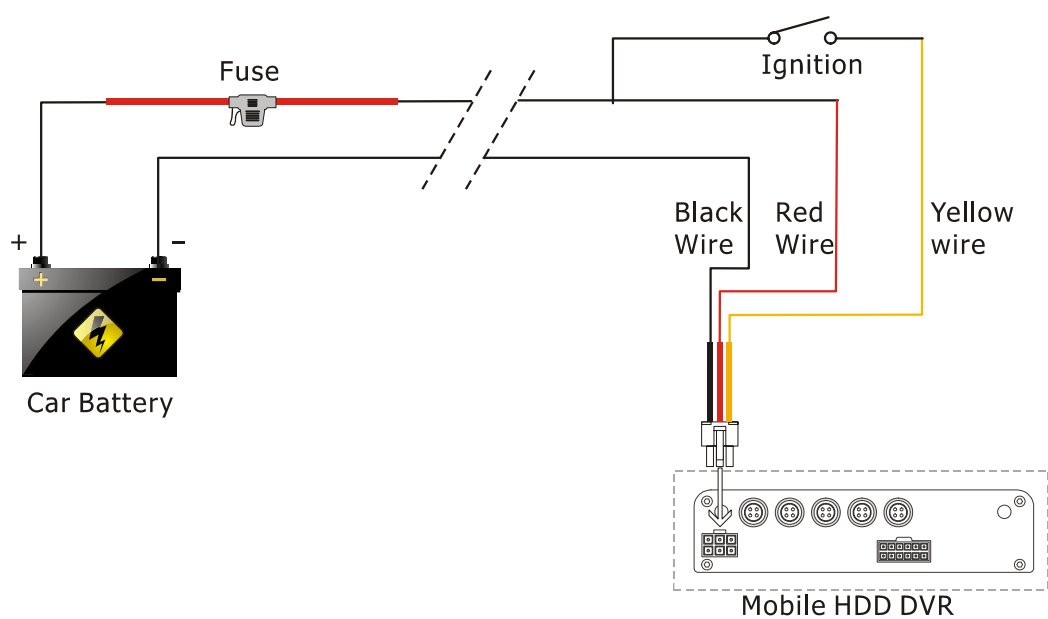 Fuse
Ignition
Black
Wire
Red
Wire
Yellow
wire
+
−
+
−
Car Battery
Mobile HDD DVR